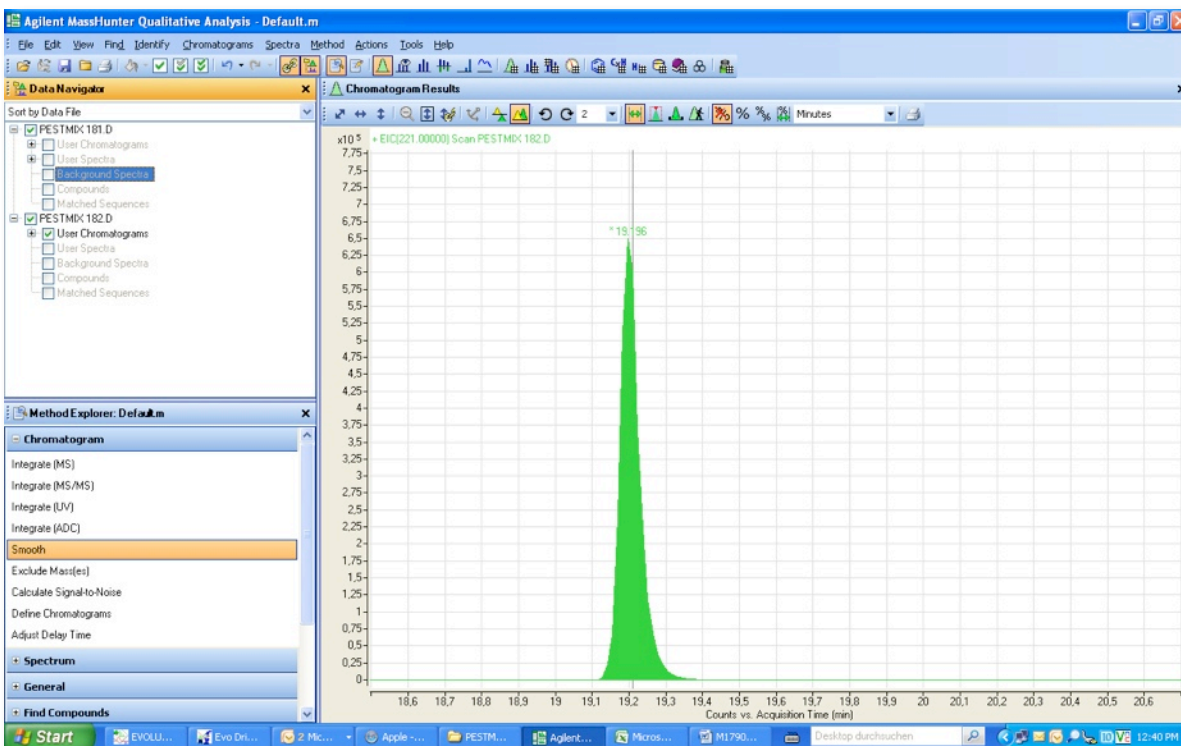 Agilent MassHunter Qualitative Analysis - Default.m
File Edit View Find Identify Chromatograms Spectra Method Actions Tools Help
Data Navigator
Sort by Data File
PESTMIX 181.D
User Chromatograms
User Spectra
Background Spectra
Compounds
Matched Sequences
PESTMIX 182.D
User Chromatograms
User Spectra
Background Spectra
Compounds
Matched Sequences
Method Explorer: Default.m
Chromatogram
Integrate (MS)
Integrate (MS/MS)
Integrate (UV)
Integrate (ADC)
Smooth
Exclude Mass(es)
Calculate Signal-to-Noise
Define Chromatograms
Adjust Delay Time
Spectrum
General
Find Compounds
Chromatogram Results
2 Minutes
x10 5 + EIC(221.00000) Scan PESTMIX 182.D
7,75
7,5
7,25
7
6,75
6,5
6,25
6
5,75
5,5
5,25
5
4,75
4,5
4,25
4
3,75
3,5
3,25
3
2,75
2,5
2,25
2
1,75
1,5
1,25
1
0,75
0,5
0,25
0
* 19,196
18,6 18,7 18,8 18,9 19 19,1 19,2 19,3 19,4 19,5 19,6 19,7 19,8 19,9 20 20,1 20,2 20,3 20,4 20,5 20,6
Counts vs. Acquisition Time (min)
Start EVOLU... Evo Dri... 2 Mic... Apple -... PESTM... Agilent... Micros... M1790... Desktop durchsuchen 12:40 PM